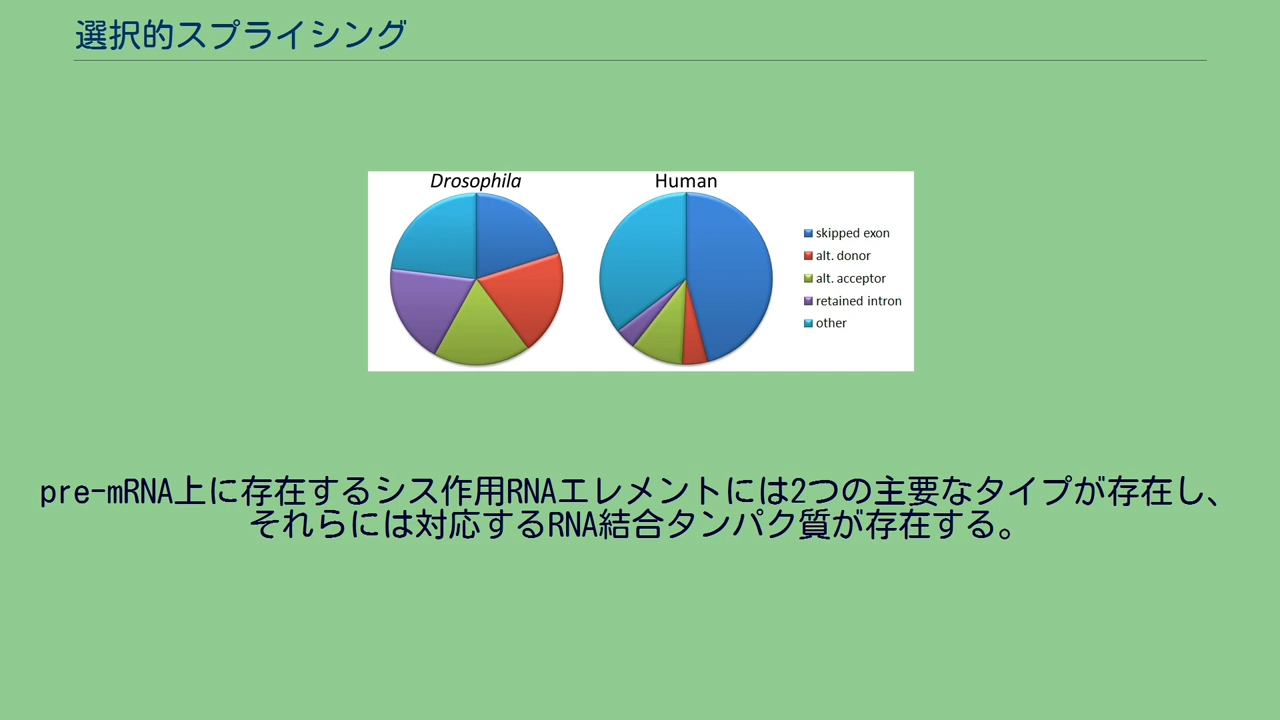 選択的スプライシング
Drosophila
Human
skipped exon
alt. donor
alt. acceptor
retained intron
other
pre-mRNA上に存在するシス作用RNAエレメントには2つの主要なタイプが存在し、
それらには対応するRNA結合タンパク質が存在する。